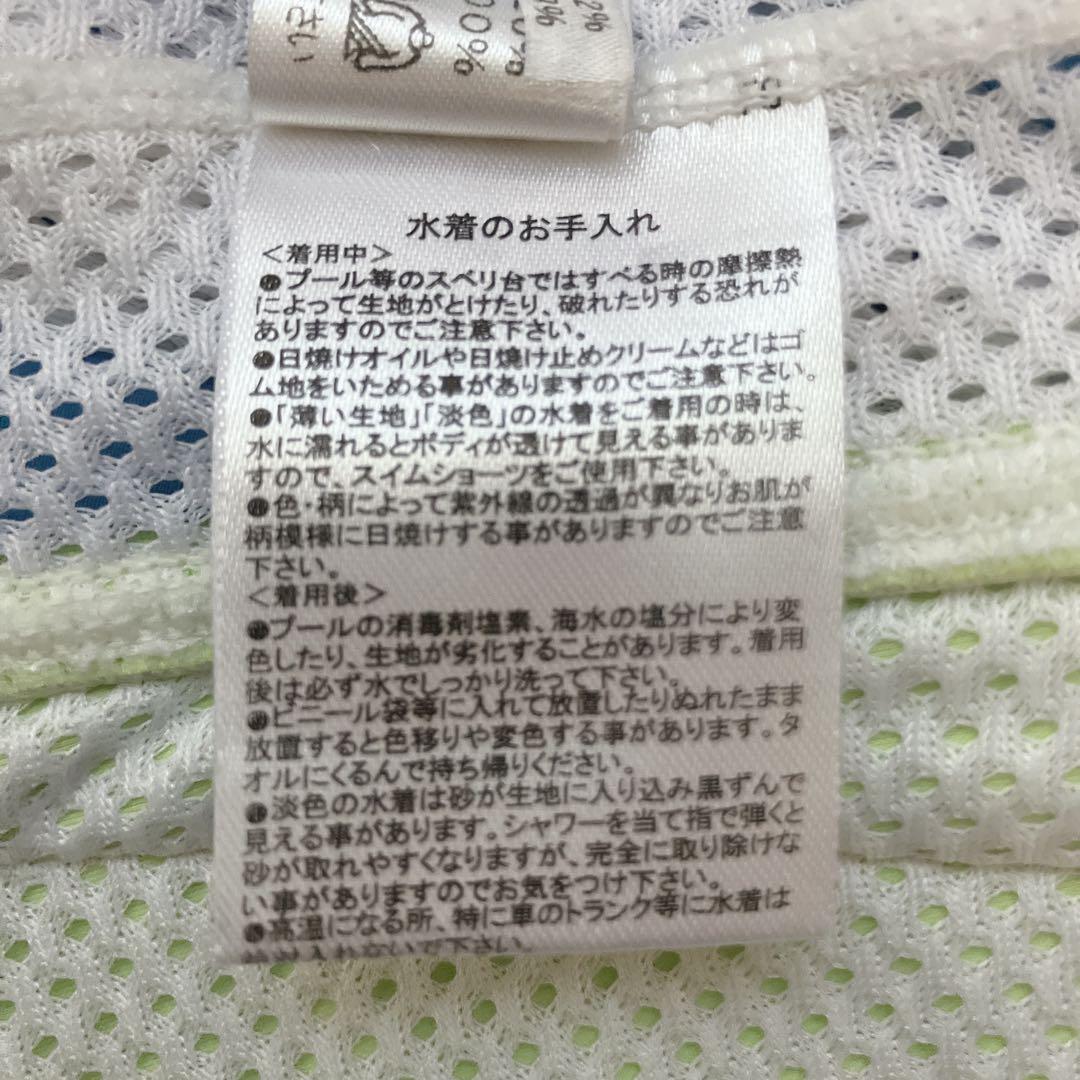 水着のお手入れ
<着用中>
●プール等のスベリ台ではすべる時の摩擦熱
によって生地がとけたり、破れたりする恐れが
ありますのでご注意下さい。
●日焼けオイルや日焼け止めクリームなどはゴ
ム地をいためる事がありますのでご注意下さい。
●「薄い生地」「淡色」の水着をご着用の時は、
水に濡れるとボディが透けて見える事がありま
すので、スイムショーツをご使用下さい。
●色・柄によって紫外線の透過が異なりお肌が
柄模様に日焼けする事がありますのでご注意
下さい。
<着用後>
●プールの消毒剤塩素、海水の塩分により変
色したり、生地が劣化することがあります。着用
後は必ず水でしっかり洗って下さい。
●ビニール袋等に入れて放置したりぬれたまま
放置すると色移りや変色する事があります。タ
オルにくるんで持ち帰りください。
●淡色の水着は砂が生地に入り込み黒ずんで
見える事があります。シャワーを当て指で弾くと
砂が取れやすくなりますが、完全に取り除けな
い事がありますのでお気をつけ下さい。
●高温になる所、特に車のトランク等に水着は
絶対入れないで下さい。